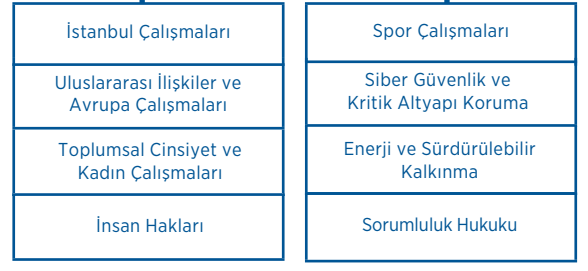 İstanbul Çalışmaları
Uluslararası İlişkiler ve
Avrupa Çalışmaları
Toplumsal Cinsiyet ve
Kadın Çalışmaları
İnsan Hakları
Spor Çalışmaları
Siber Güvenlik ve
Kritik Altyapı Koruma
Enerji ve Sürdürülebilir
Kalkınma
Sorumluluk Hukuku